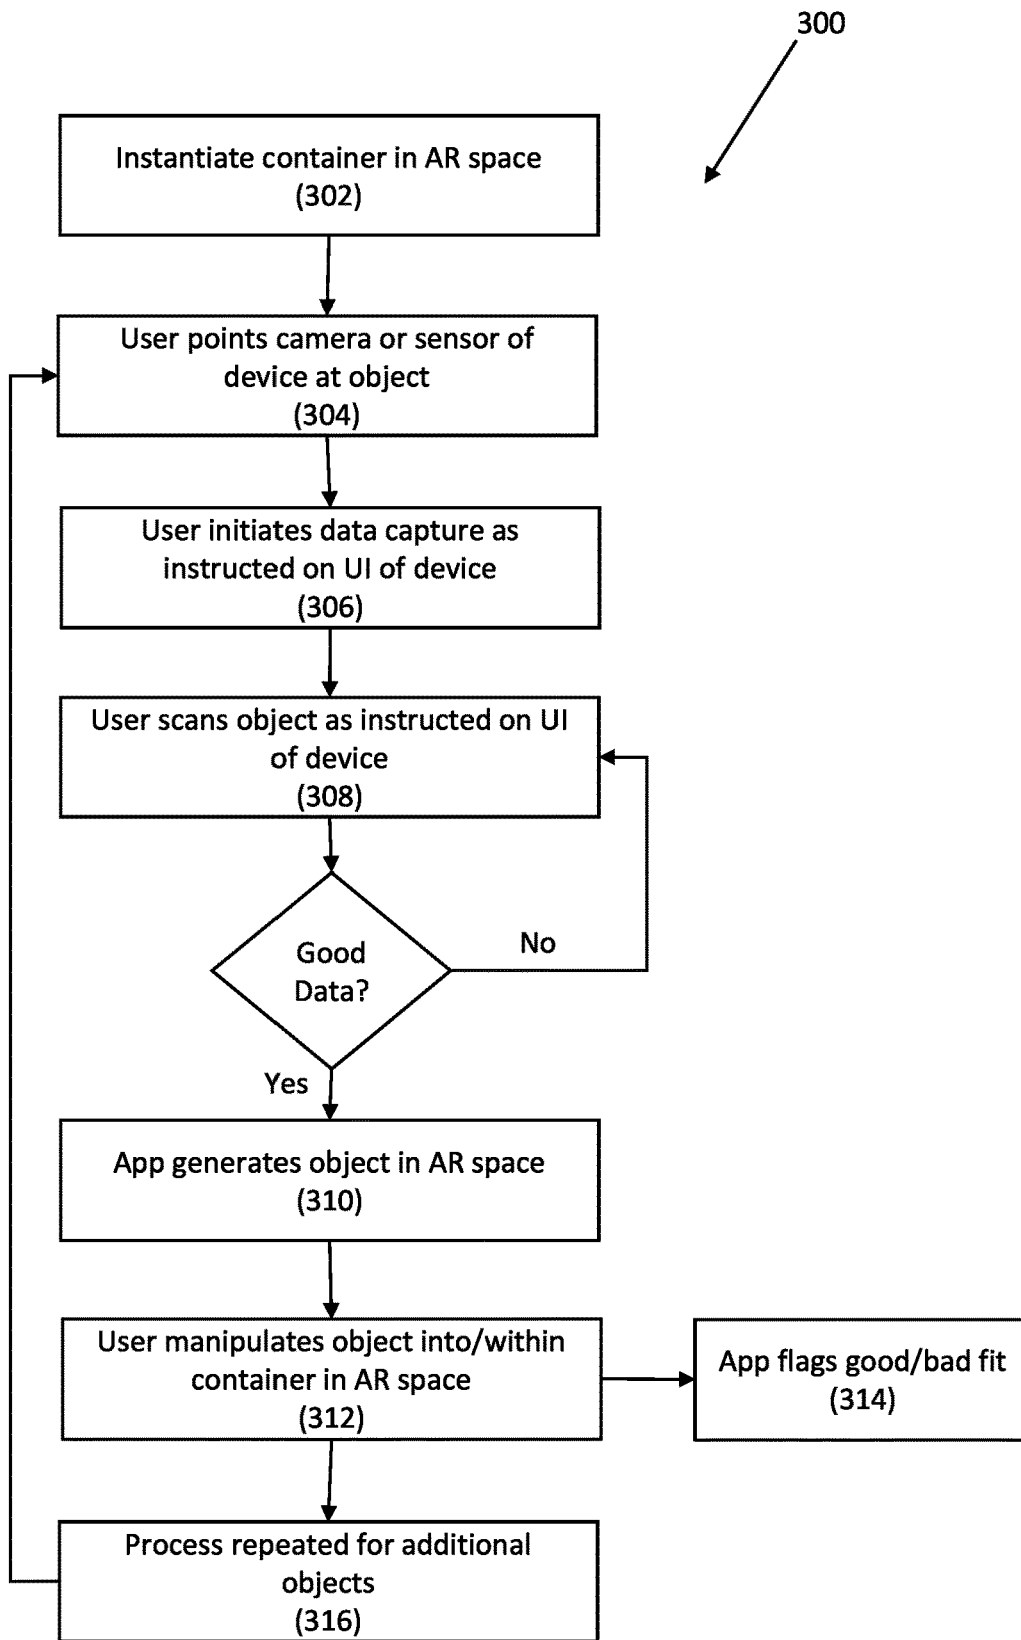 300
Instantiate container in AR space
(302)
User points camera or sensor of
device at object
(304)
User initiates data capture as
instructed on UI of device
(306)
User scans object as instructed on UI
of device
(308)
Good
Data?
No
Yes
App generates object in AR space
(310)
User manipulates object into/within
container in AR space
(312)
App flags good/bad fit
(314)
Process repeated for additional
objects
(316)